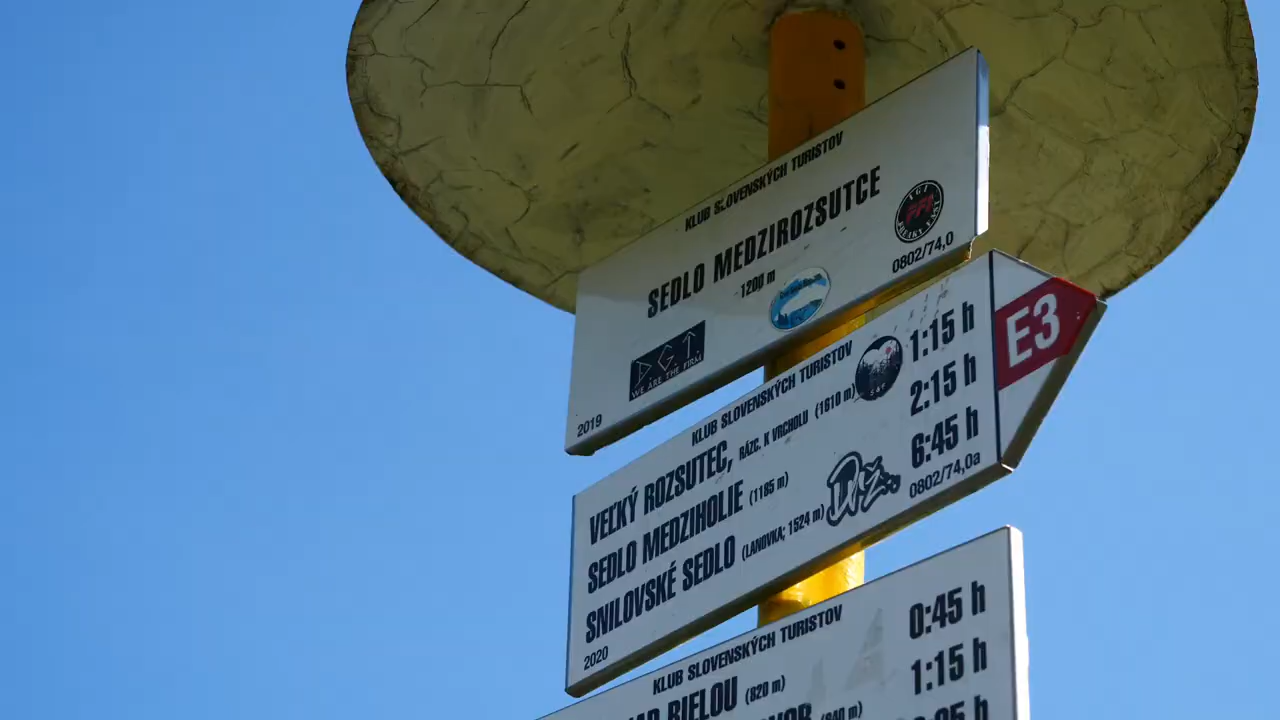 KLUB SLOVENSKÝCH TURISTOV
SEDLO MEDZIROZSUTCE
1200 m
WE ARE THE FIRM
2019
0802/74,0
KLUB SLOVENSKÝCH TURISTOV
VEĽKÝ ROZSUTEC, RÁZC. K VRCHOLU (1610 m) 1:15 h
SEDLO MEDZIHOLIE (1185 m) 2:15 h
SNILOVSKÉ SEDLO (LANOVKA; 1524 m) 6:45 h
2020
0802/74,0a
E3
KLUB SLOVENSKÝCH TURISTOV
BIELOU (820 m) 0:45 h
1:15 h